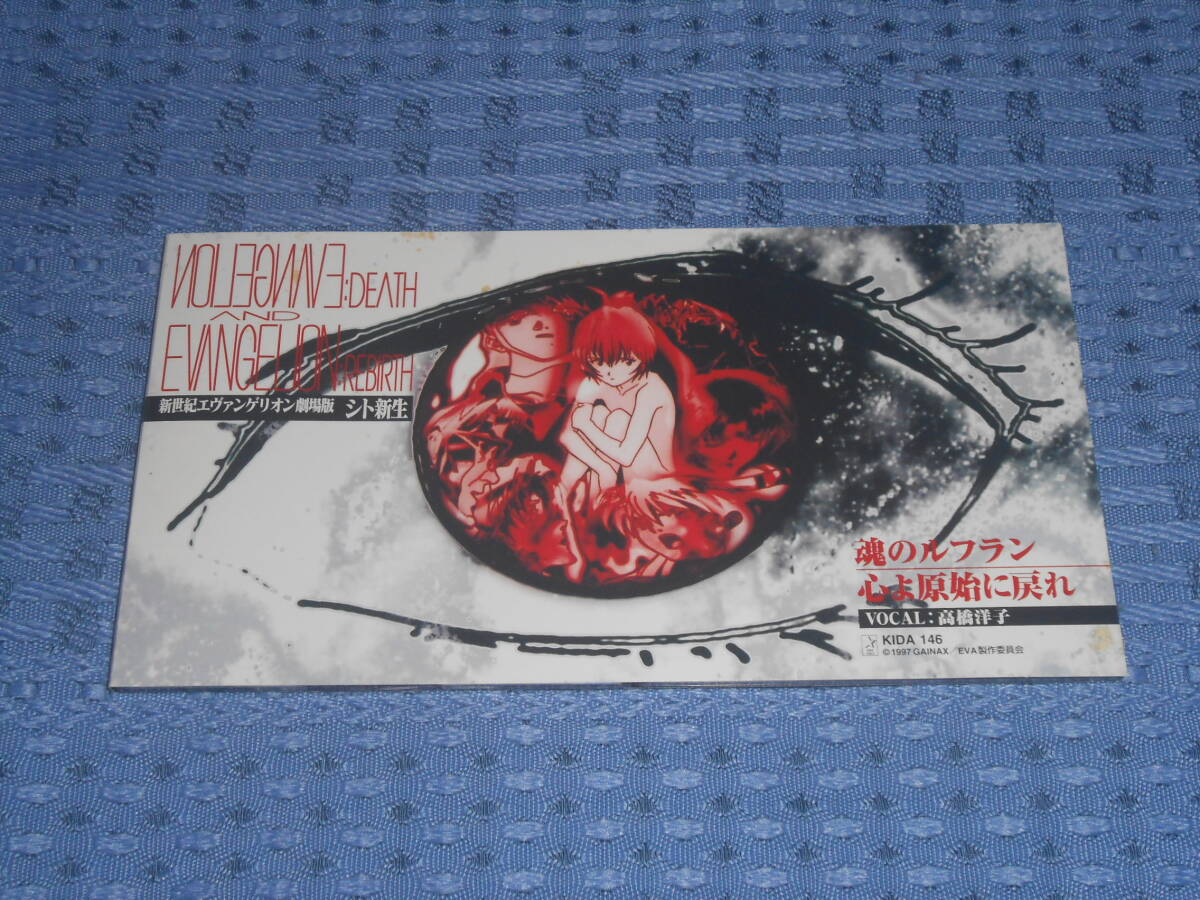 EVANGELION:DEATH
AND
EVANGELION:REBIRTH
新世紀エヴァンゲリオン劇場版 シト新生
魂のルフラン
心よ原始に戻れ
VOCAL:高橋洋子
KIDA 146
©1997 GAINAX/EVA製作委員会